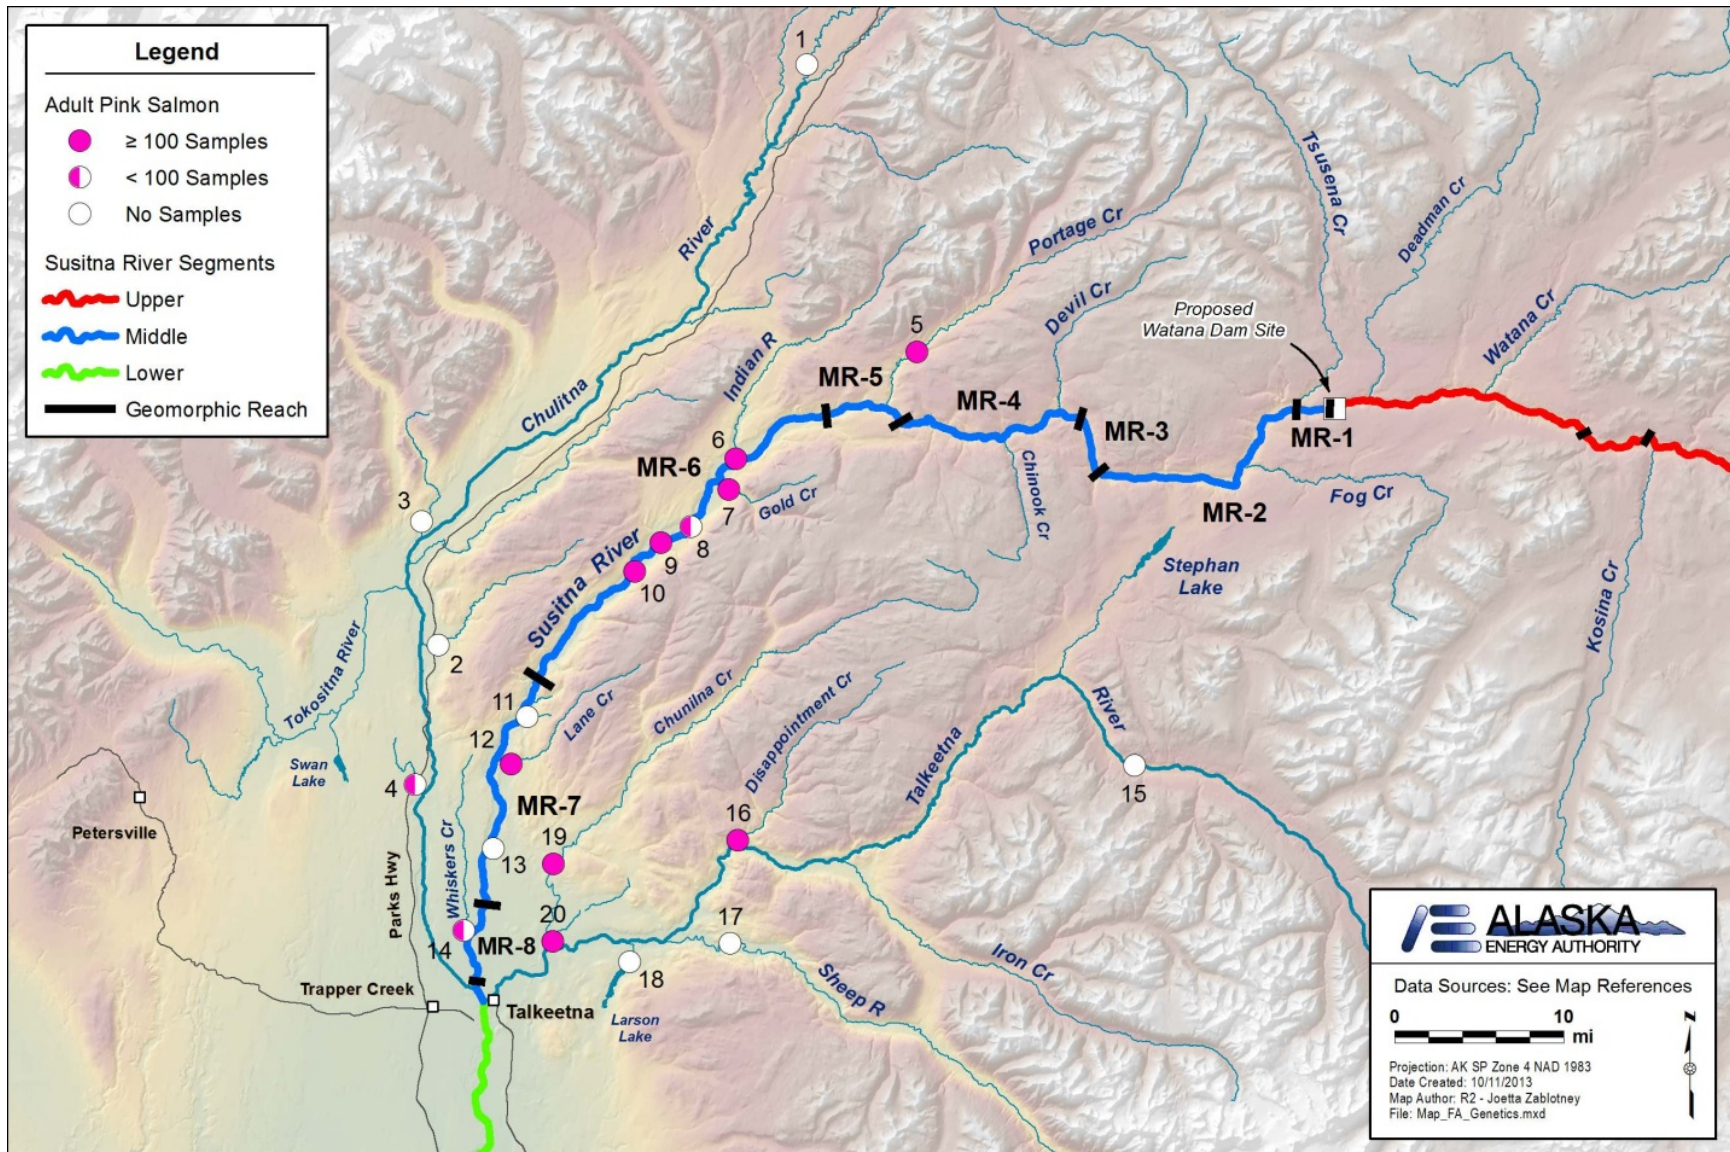 Legend
Adult Pink Salmon
≥ 100 Samples
< 100 Samples
No Samples
Susitna River Segments
Upper
Middle
Lower
Geomorphic Reach
1
River
Chulitna
Tsusena Cr
Deadman Cr
Portage Cr
Devil Cr
Proposed
Watana Dam Site
Watana Cr
5
Indian R
MR-5
MR-4
MR-3
MR-1
6
MR-6
7
Gold Cr
Chinook Cr
Fog Cr
MR-2
3
8
9
10
Susitna River
Stephan
Lake
Kosina Cr
2
Tokositna River
11
Lane Cr
Chunilna Cr
Disappointment Cr
River
Talkeetna
12
Swan
Lake
4
MR-7
15
Petersville
16
19
13
Whiskers Cr
Parks Hwy
20
17
14
MR-8
18
Iron Cr
Sheep R
Trapper Creek
Talkeetna
Larson
Lake
ALASKA
ENERGY AUTHORITY
Data Sources: See Map References
0 10
mi
N
Projection: AK SP Zone 4 NAD 1983
Date Created: 10/11/2013
Map Author: R2 - Joetta Zablotney
File: Map_FA_Genetics.mxd